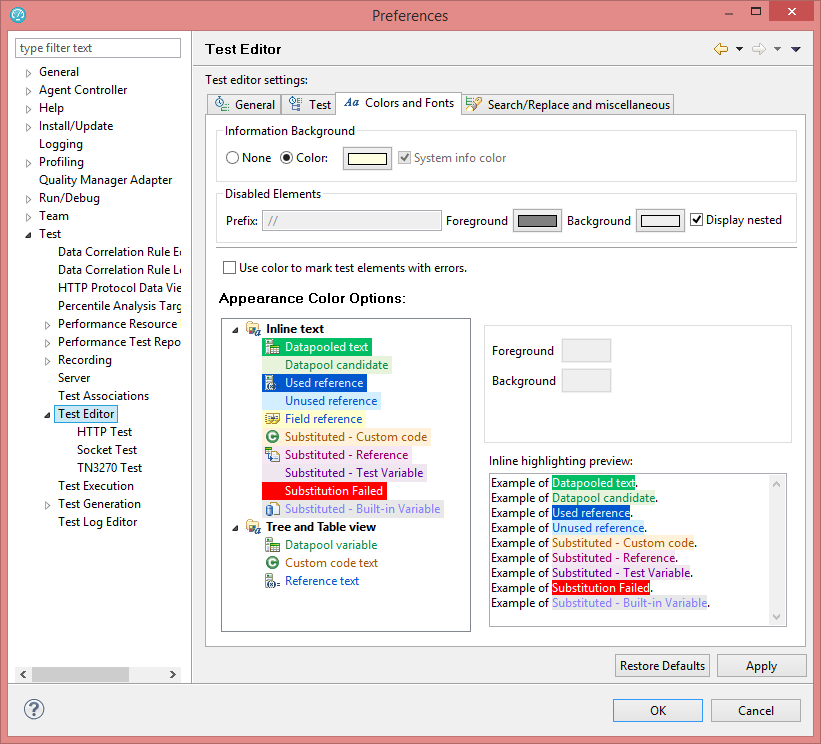 Preferences
type filter text
General
Agent Controller
Help
Install/Update
Logging
Profiling
Quality Manager Adapter
Run/Debug
Team
Test
Data Correlation Rule
Data Correlation Rule
HTTP Protocol Data
Percentile Analysis
Performance Resource
Performance Test
Recording
Server
Test Associations
Test Editor
HTTP Test
Socket Test
TN3270 Test
Test Execution
Test Generation
Test Log Editor
Test Editor
Test editor settings:
General Test Aa Colors and Fonts Search/Replace and miscellaneous
Information Background
None Color: System info color
Disabled Elements
Prefix: // Foreground Background Display nested
Use color to mark test elements with errors.
Appearance Color Options:
Inline text
Datapooled text
Datapool candidate
Used reference
Unused reference
Field reference
Substituted - Custom code
Substituted - Reference
Substituted - Test Variable
Substitution Failed
Substituted - Built-in Variable
Tree and Table view
Datapool variable
Custom code text
Reference text
Foreground
Background
Inline highlighting preview:
Example of Datapooled text.
Example of Datapool candidate.
Example of Used reference.
Example of Unused reference.
Example of Substituted - Custom code.
Example of Substituted - Reference.
Example of Substituted - Test Variable.
Example of Substitution Failed.
Example of Substituted - Built-in Variable.
Restore Defaults Apply
? OK Cancel